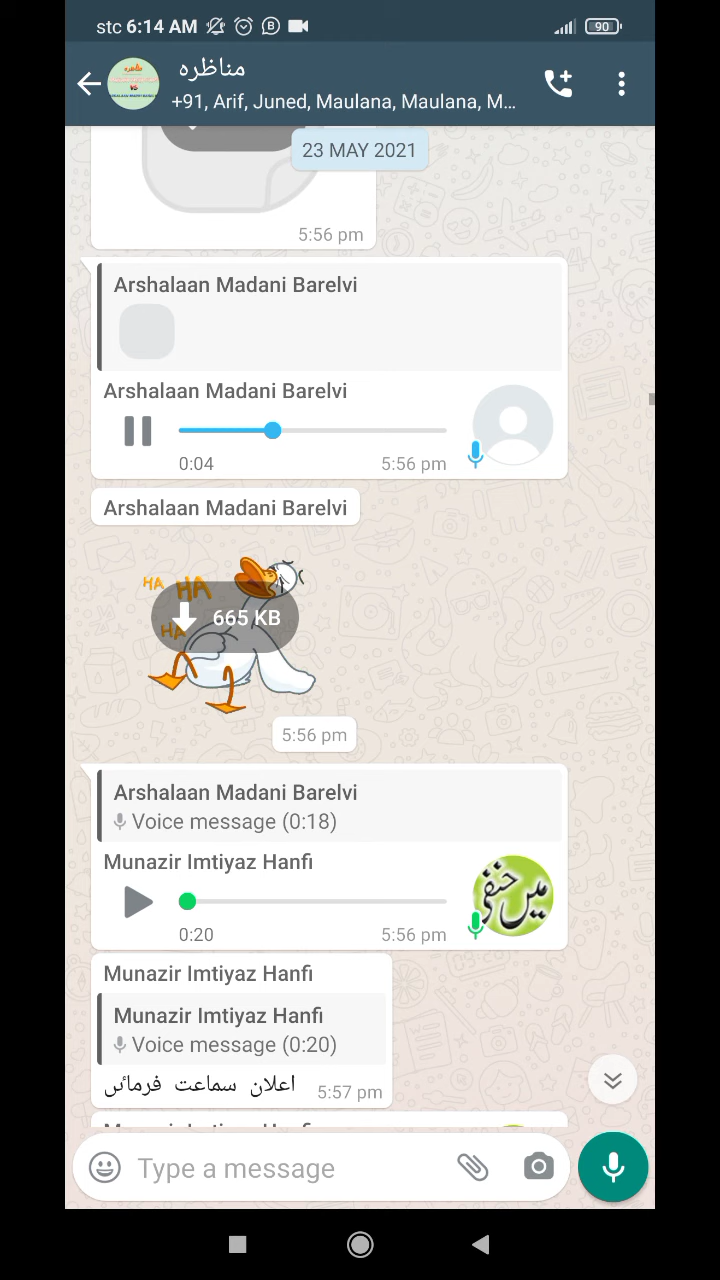 stc 6:14 AM
90
مناظرہ
+91, Arif, Juned, Maulana, Maulana, M...
23 MAY 2021
5:56 pm
Arshalaan Madani Barelvi
Arshalaan Madani Barelvi
0:04
5:56 pm
Arshalaan Madani Barelvi
HA HA
HA
665 KB
5:56 pm
Arshalaan Madani Barelvi
Voice message (0:18)
Munazir Imtiyaz Hanfi
میں حنفی
0:20
5:56 pm
Munazir Imtiyaz Hanfi
Munazir Imtiyaz Hanfi
Voice message (0:20)
اعلان سماعت فرمائں
5:57 pm
Type a message